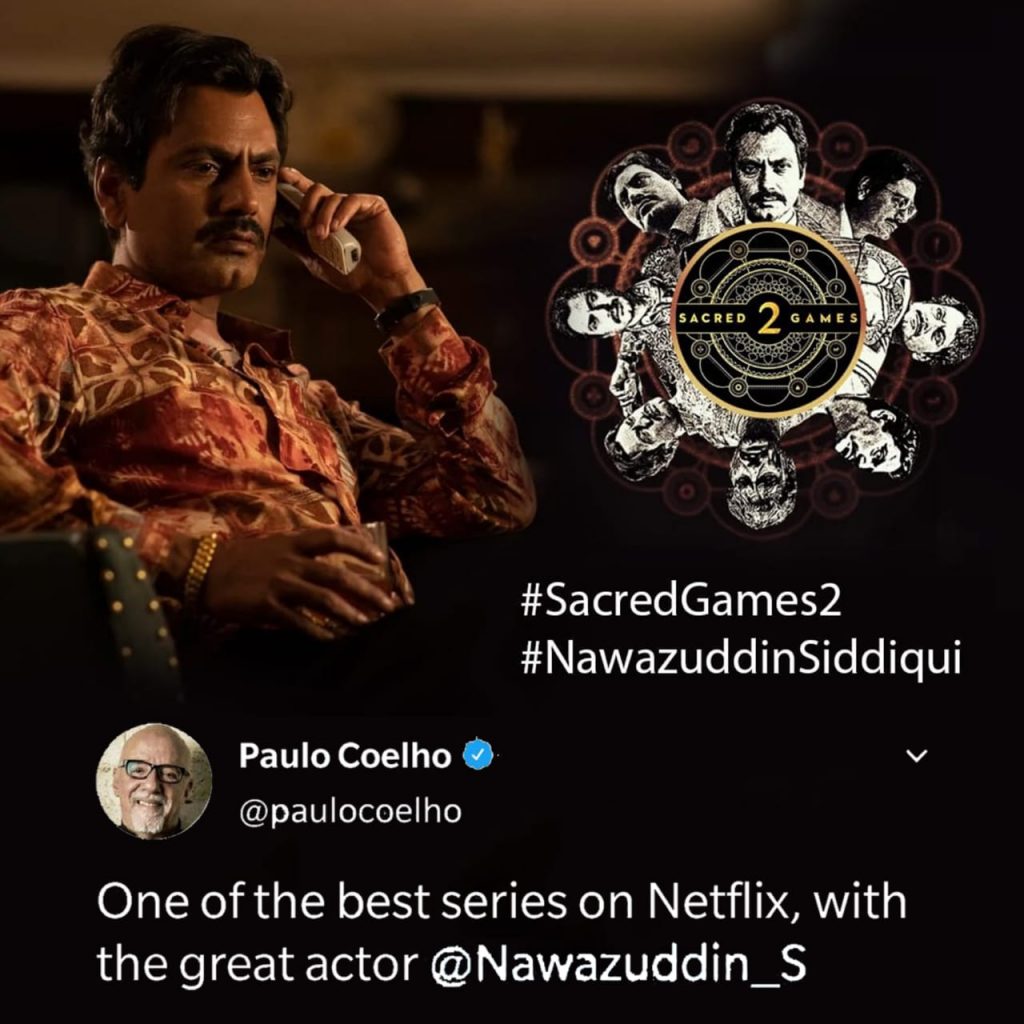 SACRED 2 GAMES
#SacredGames2
#NawazuddinSiddiqui
Paulo Coelho
@paulocoelho
One of the best series on Netflix, with
the great actor @Nawazuddin_S